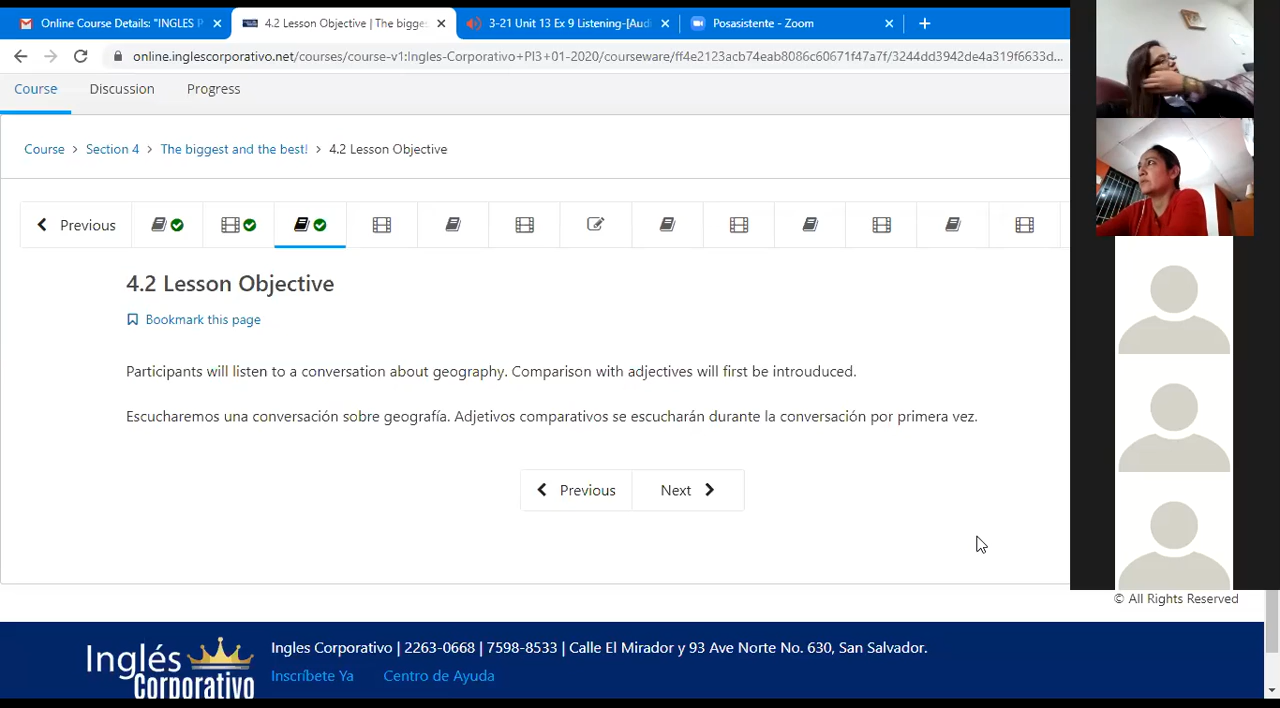 Online Course Details: "INGLES P
4.2 Lesson Objective | The bigges
3-21 Unit 13 Ex 9 Listening-[Audi
Posasistente - Zoom
online.inglescorporativo.net/courses/course-v1:Ingles-Corporativo+PI3+01-2020/courseware/ff4e2123acb74eab8086c60671f47a7f/3244dd3942de4a319f6633d...
Course Discussion Progress
Course > Section 4 > The biggest and the best! > 4.2 Lesson Objective
Previous
4.2 Lesson Objective
Bookmark this page
Participants will listen to a conversation about geography. Comparison with adjectives will first be introuduced.
Escucharemos una conversación sobre geografía. Adjetivos comparativos se escucharán durante la conversación por primera vez.
Previous Next
© All Rights Reserved
Inglés Corporativo
Ingles Corporativo | 2263-0668 | 7598-8533 | Calle El Mirador y 93 Ave Norte No. 630, San Salvador.
Inscríbete Ya Centro de Ayuda